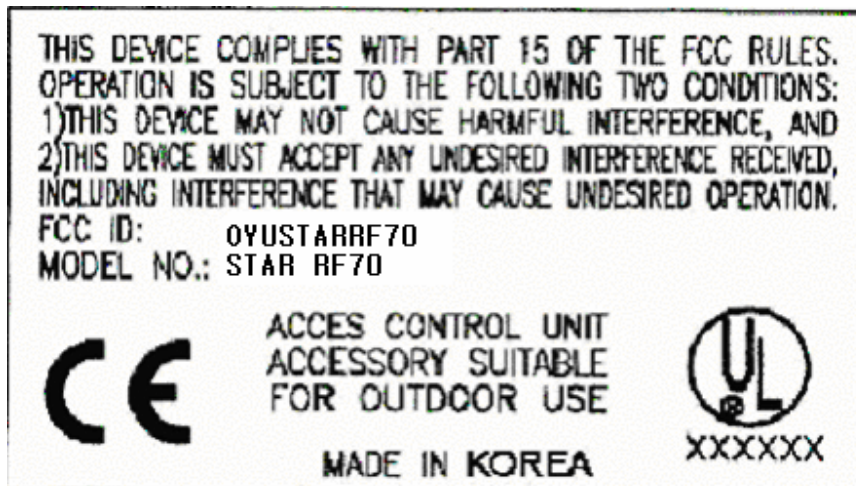 THIS DEVICE COMPLIES WITH PART 15 OF THE FCC RULES.
OPERATION IS SUBJECT TO THE FOLLOWING TWO CONDITIONS:
1)THIS DEVICE MAY NOT CAUSE HARMFUL INTERFERENCE, AND
2)THIS DEVICE MUST ACCEPT ANY UNDESIRED INTERFERENCE RECEIVED,
INCLUDING INTERFERENCE THAT MAY CAUSE UNDESIRED OPERATION.
FCC ID: OYUSTARRF70
MODEL NO.: STAR RF70
CE
ACCES CONTROL UNIT
ACCESSORY SUITABLE
FOR OUTDOOR USE
UL
®
XXXXXX
MADE IN KOREA